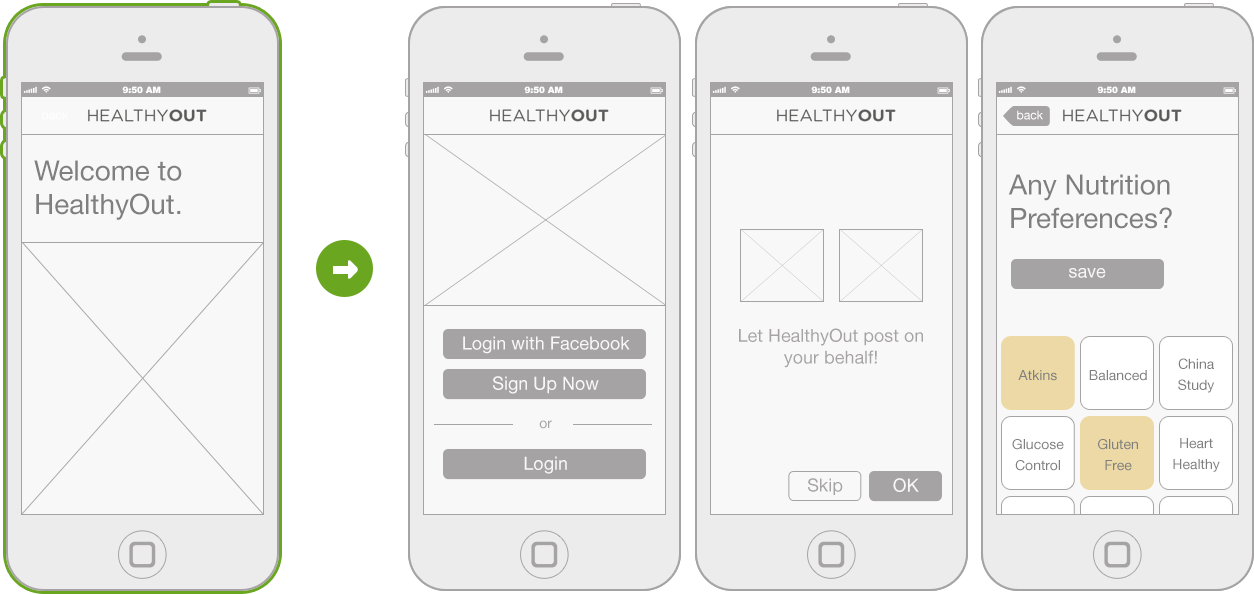 9:50 AM
back
HEALTHYOUT
Welcome to
HealthyOut.
9:50 AM
HEALTHYOUT
Login with Facebook
Sign Up Now
or
Login
9:50 AM
HEALTHYOUT
Let HealthyOut post on
your behalf!
Skip
OK
9:50 AM
back
HEALTHYOUT
Any Nutrition
Preferences?
save
Atkins
Balanced
China
Study
Glucose
Control
Gluten
Free
Heart
Healthy